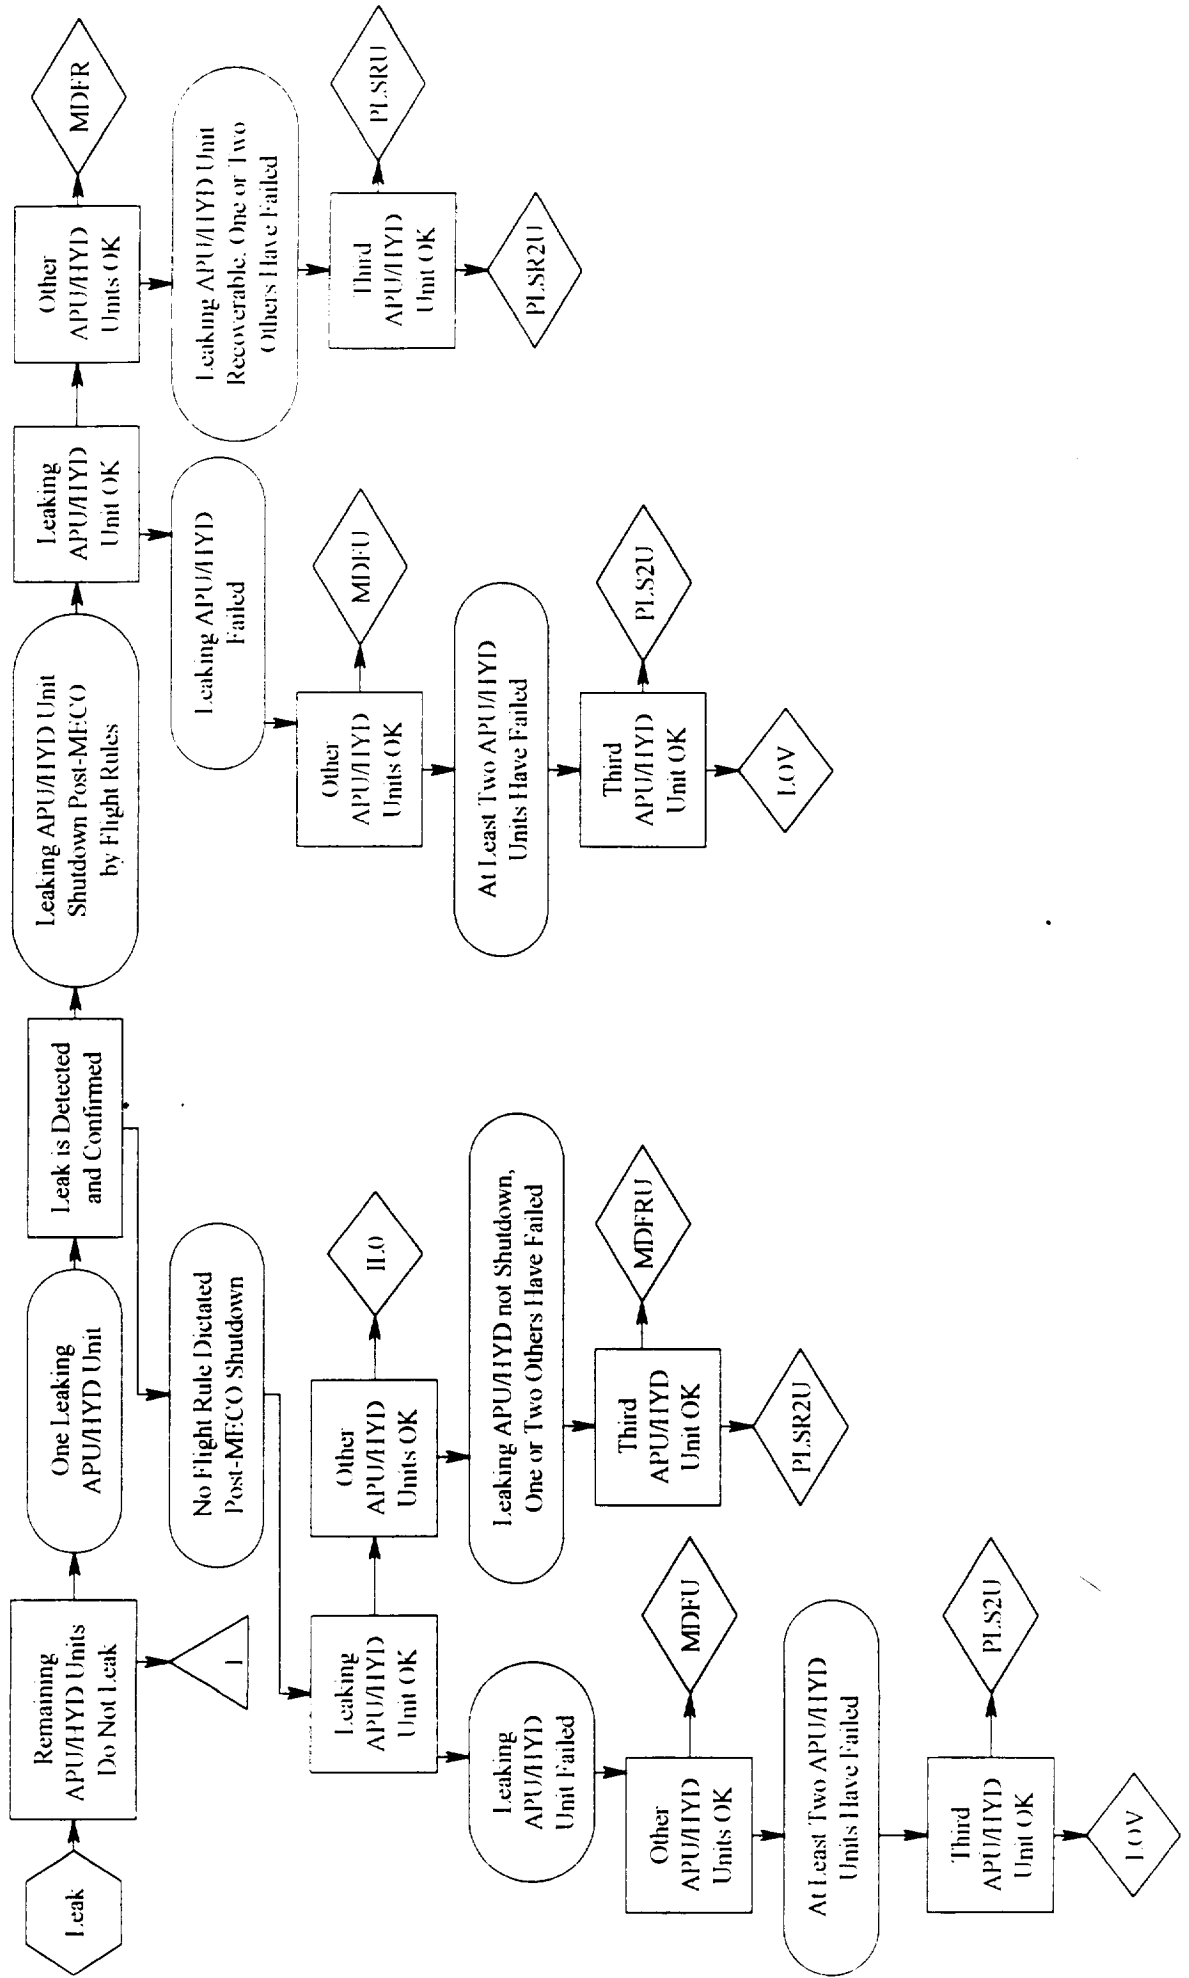 Leak
Remaining
APU/HYD Units
Do Not Leak
1
One Leaking
APU/HYD Unit
Leak is Detected
and Confirmed
Leaking APU/HYD Unit
Shutdown Post-MECO
by Flight Rules
Leaking
APU/HYD
Unit OK
Other
APU/HYD
Units OK
MDFR
Leaking APU/HYD Unit
Recoverable, One or Two
Others Have Failed
Third
APU/HYD
Unit OK
PLSRU
PLSR2U
Leaking APU/HYD
Failed
Other
APU/HYD
Units OK
MDFU
At Least Two APU/HYD
Units Have Failed
Third
APU/HYD
Unit OK
PLS2U
LOV
No Flight Rule Dictated
Post-MECO Shutdown
Leaking
APU/HYD
Unit OK
Other
APU/HYD
Units OK
IL0
Leaking APU/HYD not Shutdown,
One or Two Others Have Failed
Third
APU/HYD
Unit OK
MDFRU
PLSR2U
Leaking
APU/HYD
Unit Failed
Other
APU/HYD
Units OK
MDFU
At Least Two APU/HYD
Units Have Failed
Third
APU/HYD
Unit OK
PLS2U
LOV